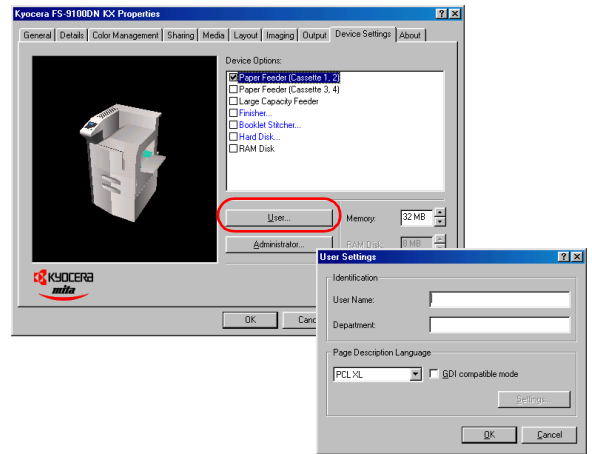 Kyocera FS-9100DN KX Properties
General Details Color Management Sharing Media Layout Imaging Output Device Settings About
Device Options:
Paper Feeder (Cassette 1, 2)
Paper Feeder (Cassette 3, 4)
Large Capacity Feeder
Finisher...
Booklet Stitcher...
Hard Disk...
RAM Disk
User... Memory: 32 MB
Administrator... RAM Disk: 8 MB
KYOCERA
mita
OK
User Settings
Identification
User Name:
Department:
Page Description Language
PCL XL GDI compatible mode
Settings...
OK Cancel